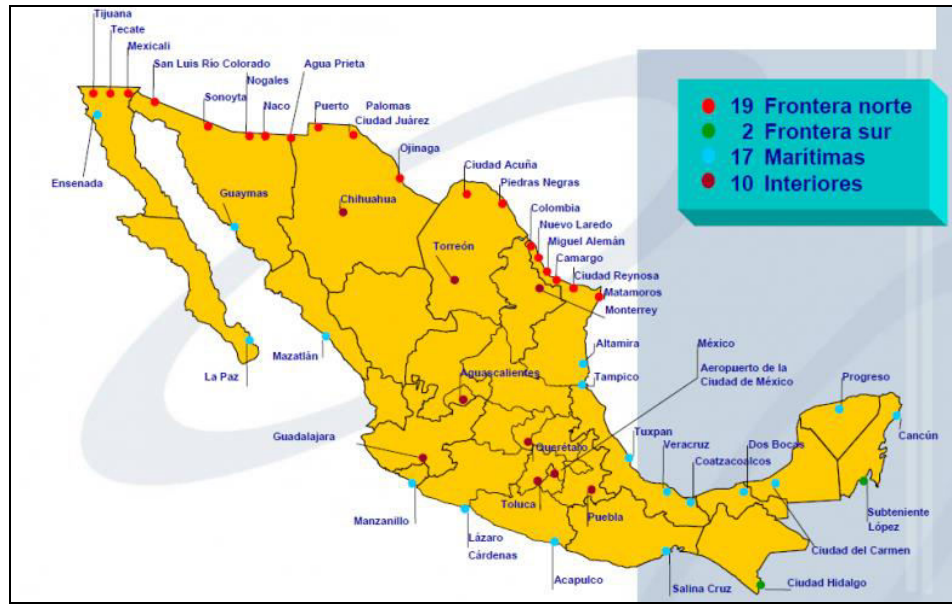 Tijuana
Tecate
Mexicali
San Luis Río Colorado
Nogales
Agua Prieta
Sonoyta
Naco
Puerto
Palomas
Ciudad Juárez
Ojinaga
19 Frontera norte
2 Frontera sur
17 Marítimas
10 Interiores
Ensenada
Guaymas
Chihuahua
Ciudad Acuña
Piedras Negras
Colombia
Nuevo Laredo
Miguel Alemán
Camargo
Torreón
Ciudad Reynosa
Matamoros
Monterrey
La Paz
Mazatlán
Altamira
México
Aeropuerto de la
Ciudad de México
Aguascalientes
Tampico
Progreso
Cancún
Guadalajara
Querétalo
Tuxpan
Veracruz
Dos Bocas
Coatzacoalcos
Manzanillo
Toluca
Puebla
Subteniente
López
Lázaro
Cárdenas
Acapulco
Salina Cruz
Ciudad del Carmen
Ciudad Hidalgo